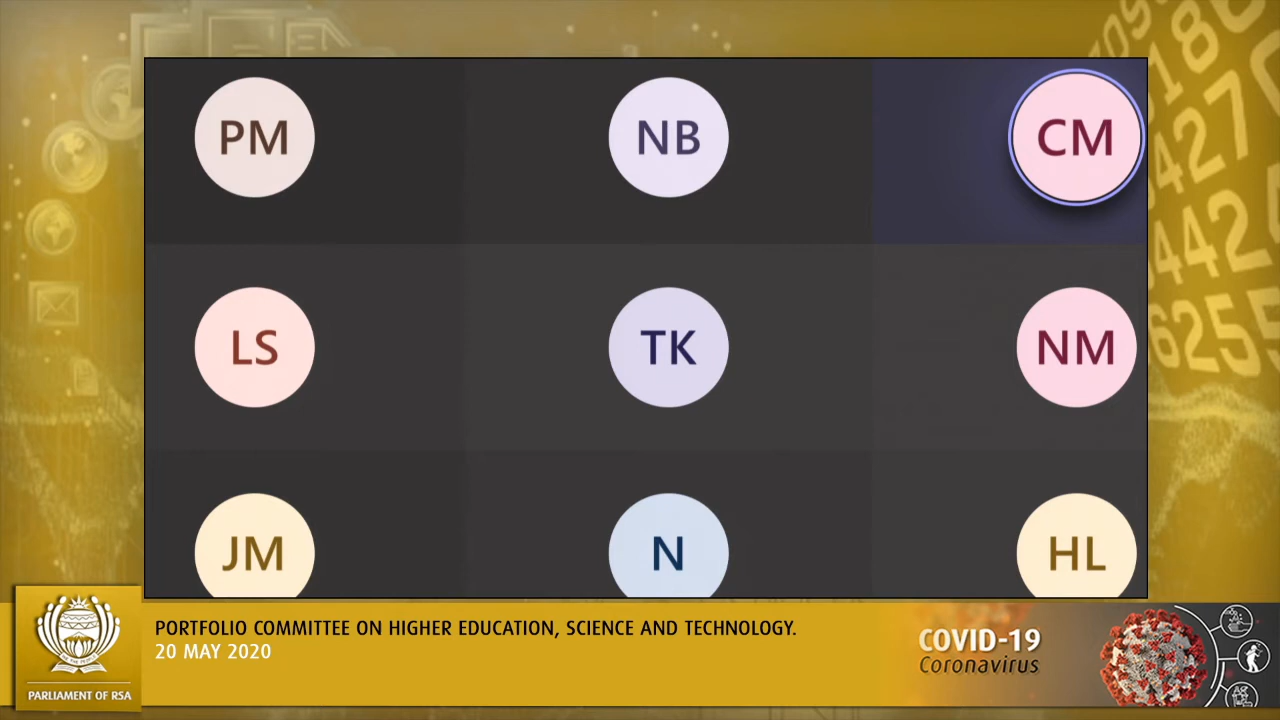 PM
NB
CM
LS
TK
NM
JM
N
HL
PORTFOLIO COMMITTEE ON HIGHER EDUCATION, SCIENCE AND TECHNOLOGY.
20 MAY 2020
COVID-19
Coronavirus
PARLIAMENT OF RSA